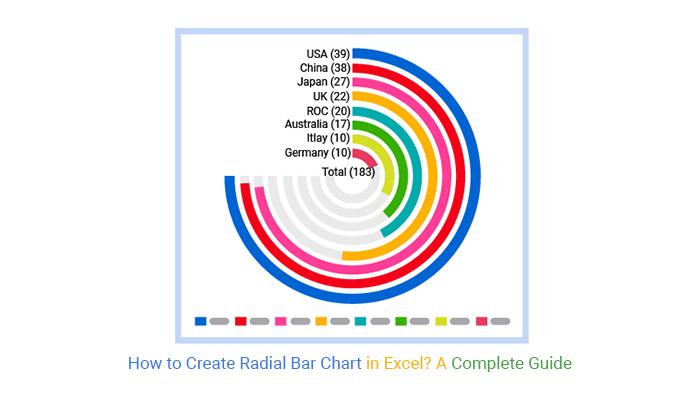 USA (39)
China (38)
Japan (27)
UK (22)
ROC (20)
Australia (17)
Itlay (10)
Germany (10)
Total (183)
How to Create Radial Bar Chart in Excel? A Complete Guide